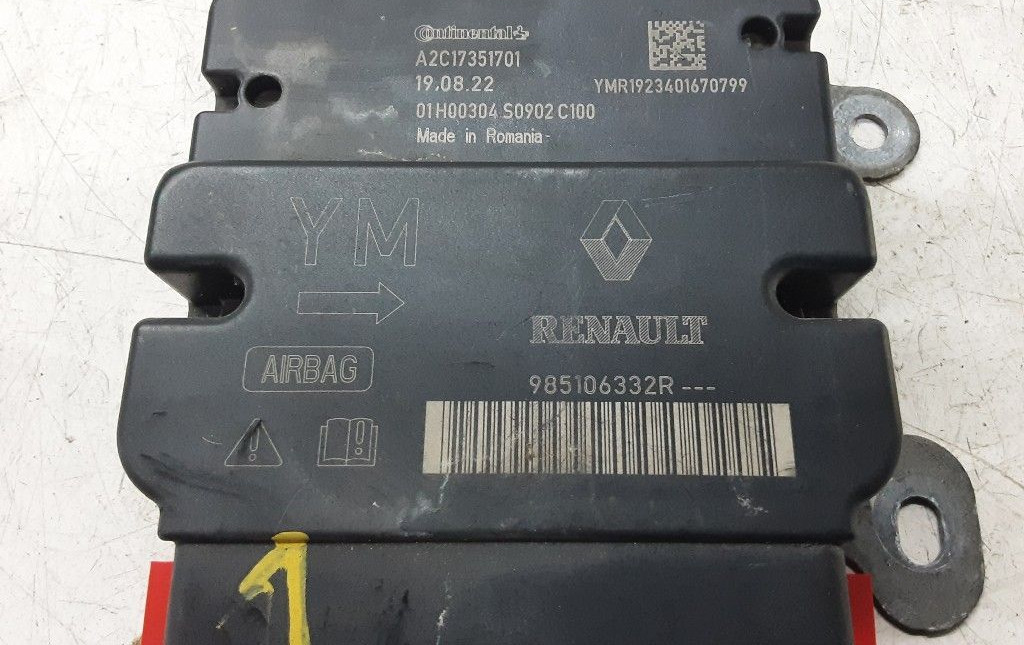 Continental
A2C17351701
19.08.22
YMR1923401670799
01H00304 S0902 C100
Made in Romania
YM
RENAULT
AIRBAG
985106332R ---
1